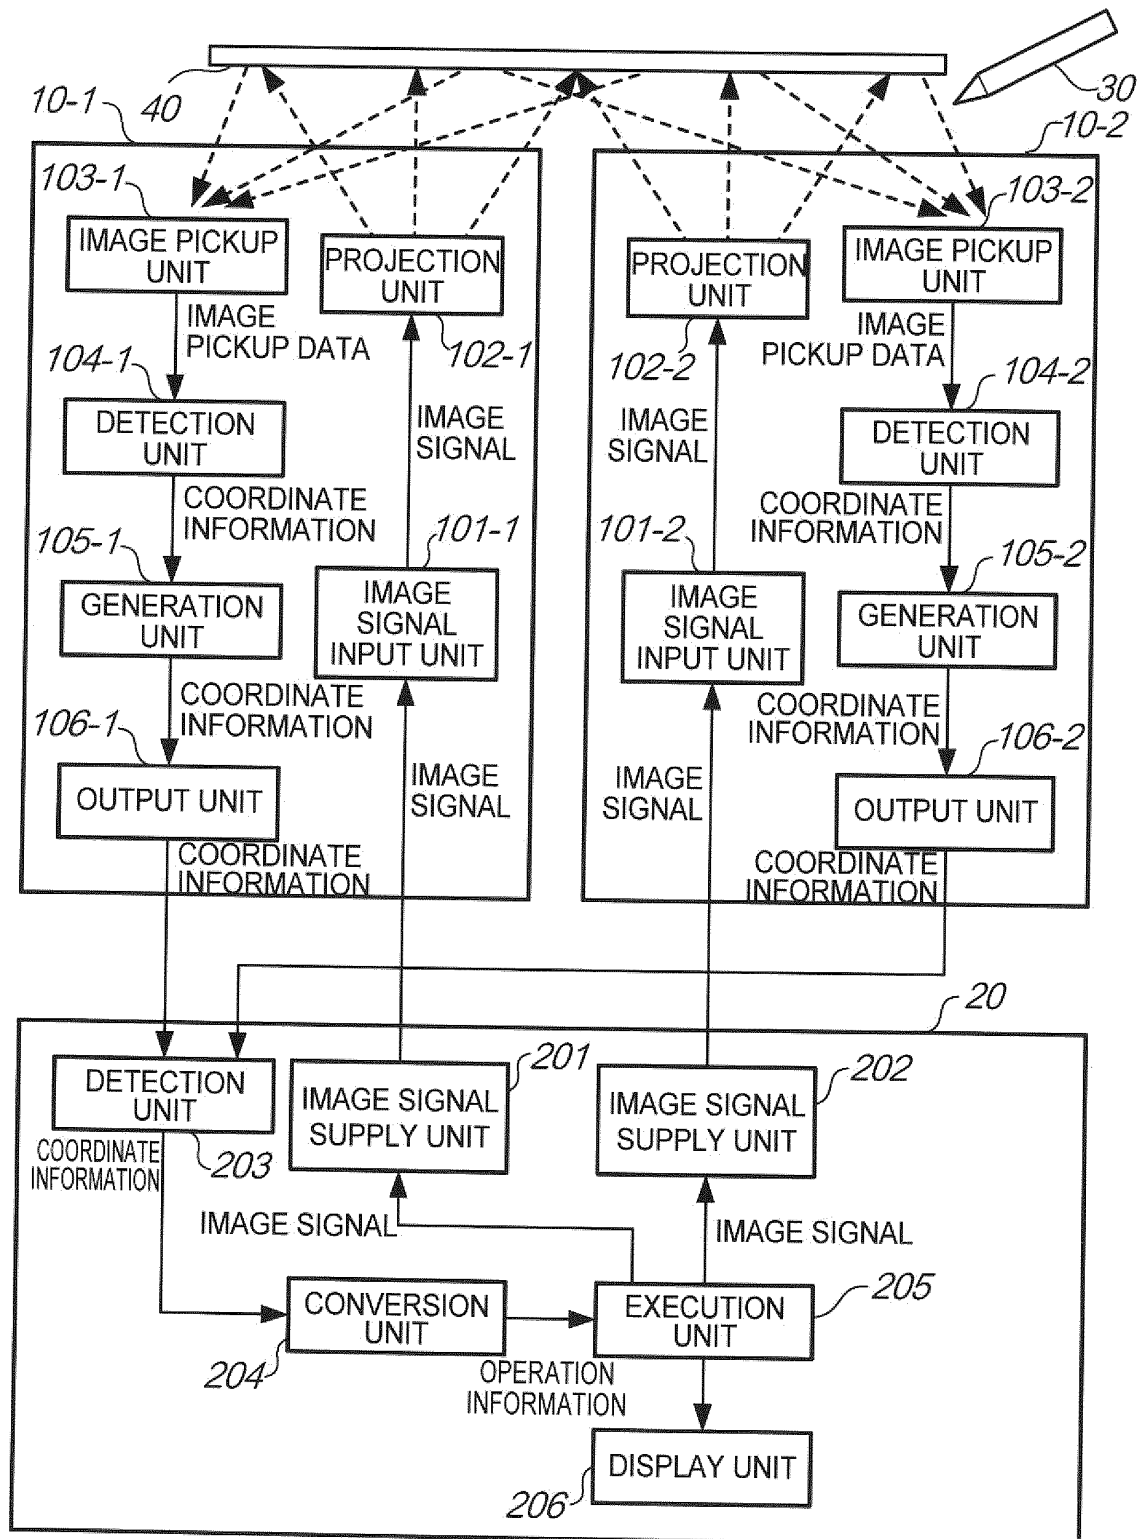 40
30
10-1
10-2
103-1
IMAGE PICKUP
UNIT
PROJECTION
UNIT
102-1
IMAGE
PICKUP DATA
104-1
DETECTION
UNIT
IMAGE
SIGNAL
COORDINATE
INFORMATION
105-1
101-1
GENERATION
UNIT
IMAGE
SIGNAL
INPUT UNIT
COORDINATE
INFORMATION
106-1
OUTPUT UNIT
IMAGE
SIGNAL
COORDINATE
INFORMATION
103-2
PROJECTION
UNIT
IMAGE PICKUP
UNIT
102-2
IMAGE
PICKUP DATA
104-2
IMAGE
SIGNAL
DETECTION
UNIT
COORDINATE
INFORMATION
101-2
105-2
IMAGE
SIGNAL
INPUT UNIT
GENERATION
UNIT
COORDINATE
INFORMATION
106-2
IMAGE
SIGNAL
OUTPUT UNIT
COORDINATE
INFORMATION
20
DETECTION
UNIT
203
201
IMAGE SIGNAL
SUPPLY UNIT
202
IMAGE SIGNAL
SUPPLY UNIT
COORDINATE
INFORMATION
IMAGE SIGNAL
IMAGE SIGNAL
CONVERSION
UNIT
204
EXECUTION
UNIT
205
OPERATION
INFORMATION
DISPLAY UNIT
206